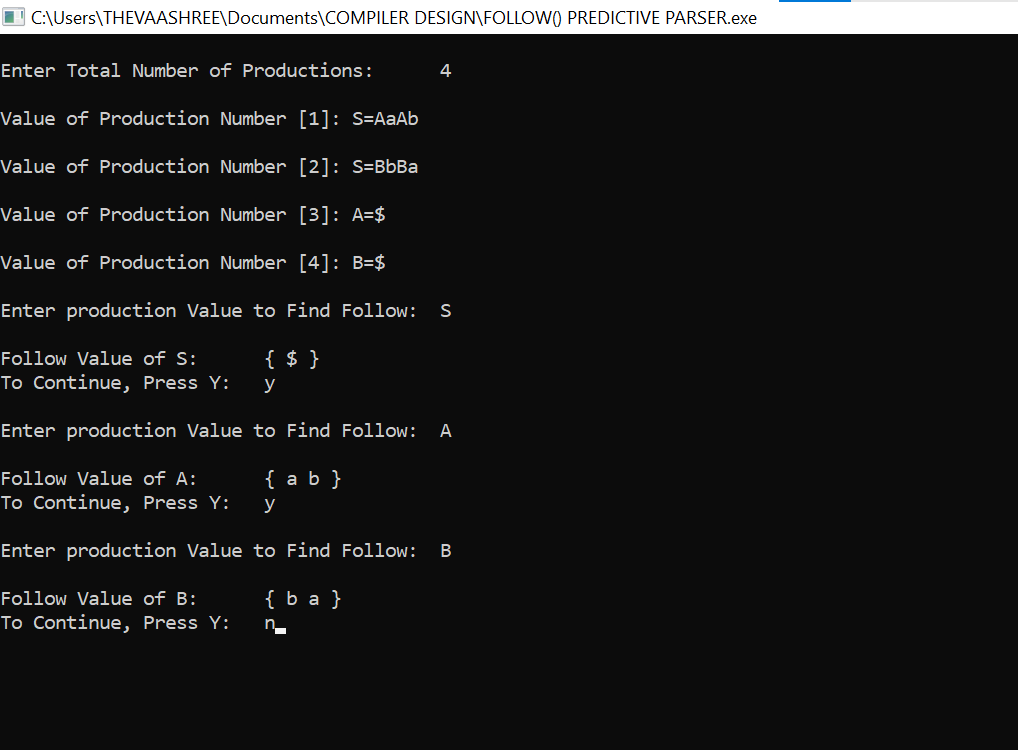 C:\Users\THEVAASHREE\Documents\COMPILER DESIGN\FOLLOW() PREDICTIVE PARSER.exe
Enter Total Number of Productions:      4
Value of Production Number [1]: S=AaAb
Value of Production Number [2]: S=BbBa
Value of Production Number [3]: A=$
Value of Production Number [4]: B=$
Enter production Value to Find Follow:  S
Follow Value of S:      { $ }
To Continue, Press Y:   y
Enter production Value to Find Follow:  A
Follow Value of A:      { a b }
To Continue, Press Y:   y
Enter production Value to Find Follow:  B
Follow Value of B:      { b a }
To Continue, Press Y:   n